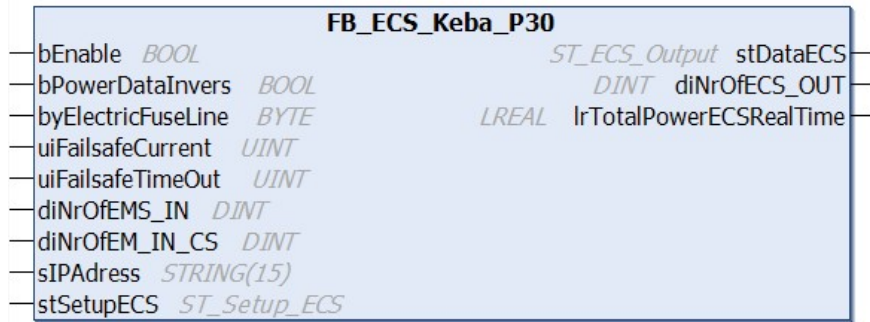 FB_ECS_Keba_P30
bEnable BOOL ST_ECS_Output stDataECS
bPowerDataInvers BOOL DINT diNrOfECS_OUT
byElectricFuseLine BYTE LREAL lrTotalPowerECSRealTime
uiFailsafeCurrent UINT
uiFailsafeTimeOut UINT
diNrOfEMS_IN DINT
diNrOfEM_IN_CS DINT
sIPAdress STRING(15)
stSetupECS ST_Setup_ECS